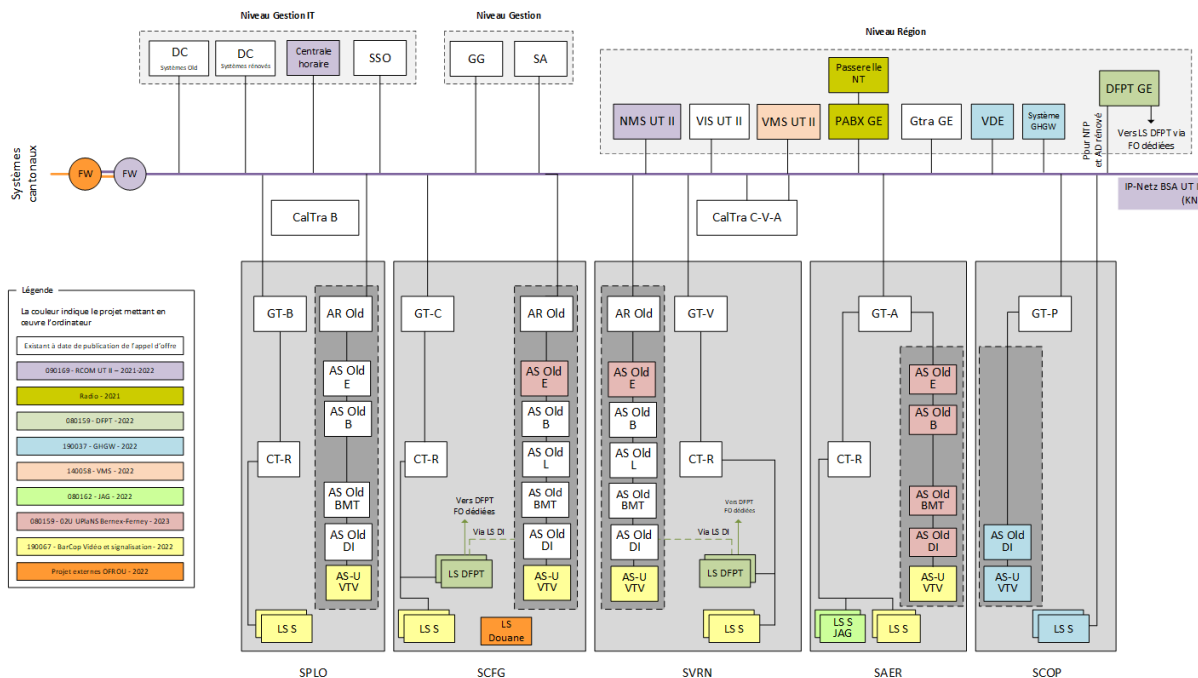 Niveau Gestion IT
Niveau Gestion
Niveau Région
DC
Systèmes Old
DC
Systèmes rénovés
Centrale
horaire
SSO
GG
SA
Passerelle
NT
DFPT GE
NMS UT II
VIS UT II
VMS UT II
PABX GE
Gtra GE
VDE
Système
GHGW
Pour NTP
et AD rénové
Vers LS DFPT via
FO dédiées
Systèmes
cantonaux
FW
FW
IP-Netz BSA UT
(KN
CalTra B
CalTra C-V-A
Légende
La couleur indique le projet mettant en
œuvre l'ordinateur
Existant à date de publication de l'appel d'offre
090169 - RCOM UT II – 2021-2022
Radio - 2021
080159 - DFPT - 2022
190037 - GHGW - 2022
140058 - VMS - 2022
080162 - JAG - 2022
080159 - 02U UPlaNS Bernex-Ferney - 2023
190067 - BarCop Vidéo et signalisation - 2022
Projet externes OFROU - 2022
GT-B
AR Old
AS Old
E
AS Old
B
CT-R
AS Old
BMT
AS Old
DI
AS-U
VTV
LS S
SPLO
GT-C
AR Old
AS Old
E
AS Old
B
CT-R
AS Old
L
AS Old
BMT
Vers DFPT
FO dédiées
Via LS DI
AS Old
DI
LS DFPT
AS-U
VTV
LS S
LS
Douane
SCFG
AR Old
GT-V
AS Old
E
AS Old
B
AS Old
L
CT-R
AS Old
BMT
Vers DFPT
FO dédiées
Via LS DI
AS Old
DI
LS DFPT
AS-U
VTV
LS S
SVRN
GT-A
AS Old
E
AS Old
B
CT-R
AS Old
BMT
AS Old
DI
AS-U
VTV
LS S
JAG
LS S
SAER
GT-P
AS Old
DI
AS-U
VTV
LS S
SCOP